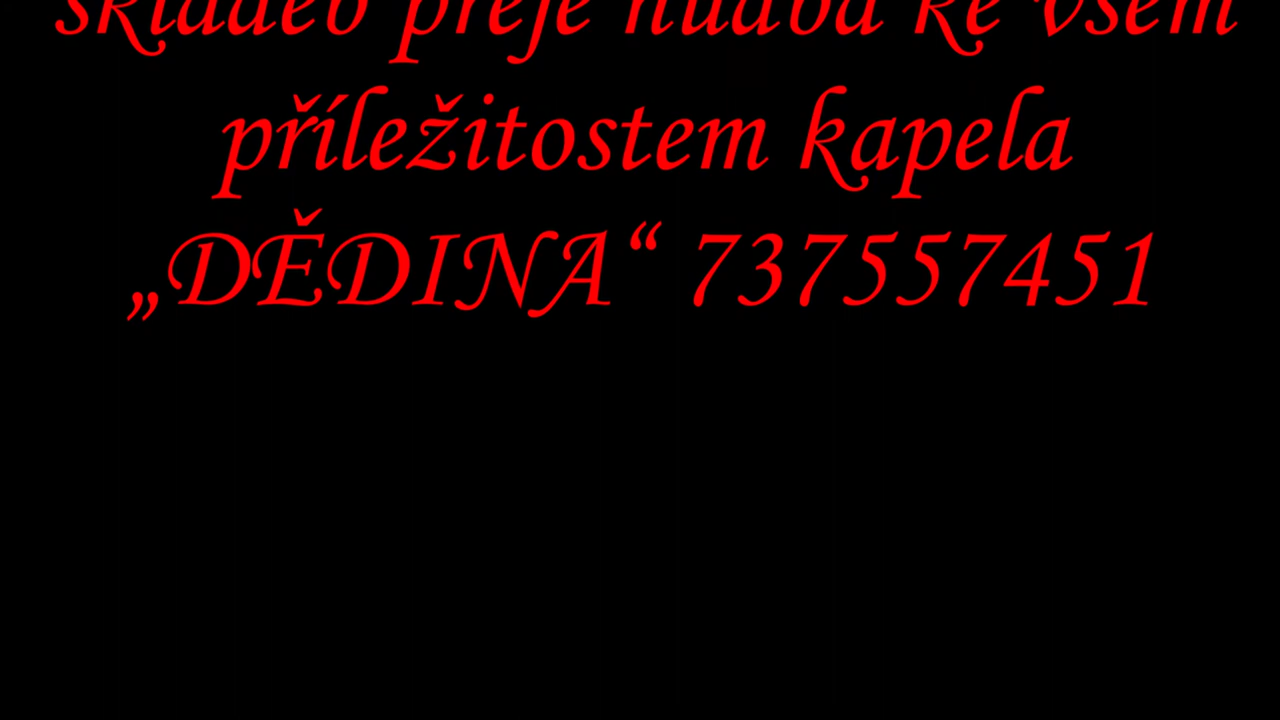 skladeb přeje hudba ke všem
příležitostem kapela
„DĚDINA“ 737557451